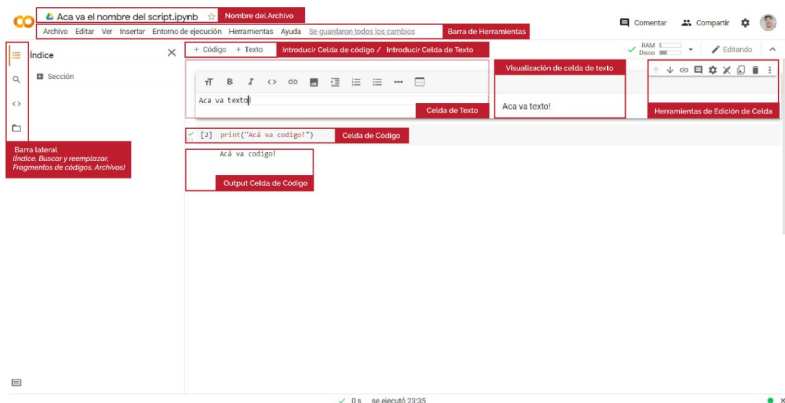 Aca va el nombre del script.ipynb
Nombre del Archivo
Comentar
Compartir
Archivo Editar Ver Insertar Entorno de ejecución Herramientas Ayuda Se guardaron todos los cambios
Barra de Herramientas
Índice
+ Código + Texto
Introducir Celda de código / Introducir Celda de Texto
RAM
Disco
Editando
Sección
Visualización de celda de texto
Aca va texto!
Celda de Texto
Aca va texto!
Herramientas de Edición de Celda
[2] print("Acá va codigo!")
Celda de Código
Acá va codigo!
Output Celda de Código
Barra lateral
(Índice, Buscar y reemplazar,
Fragmentos de códigos, Archivos)
0 s se ejecutó 23:35